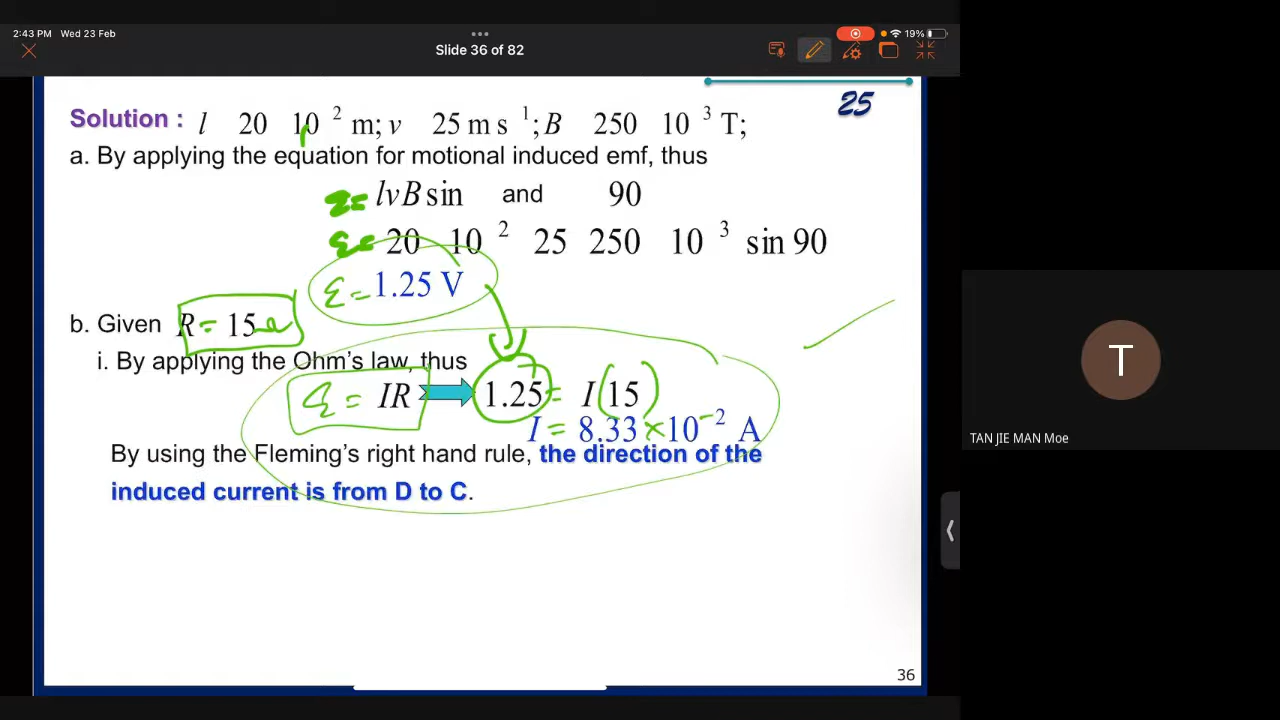 2:43 PM Wed 23 Feb
19%
Slide 36 of 82
25
Solution : l 20 10 2 m; v 25 m s 1; B 250 10 3 T;
a. By applying the equation for motional induced emf, thus
ε= lvB sin and 90
ε= 20 10 2 25 250 10 3 sin 90
ε= 1.25 V
b. Given R = 15Ω
i. By applying the Ohm's law, thus
ε = IR 1.25 = I(15)
I = 8.33 ×10⁻² A
By using the Fleming's right hand rule, the direction of the
induced current is from D to C.
36
T
TAN JIE MAN Moe